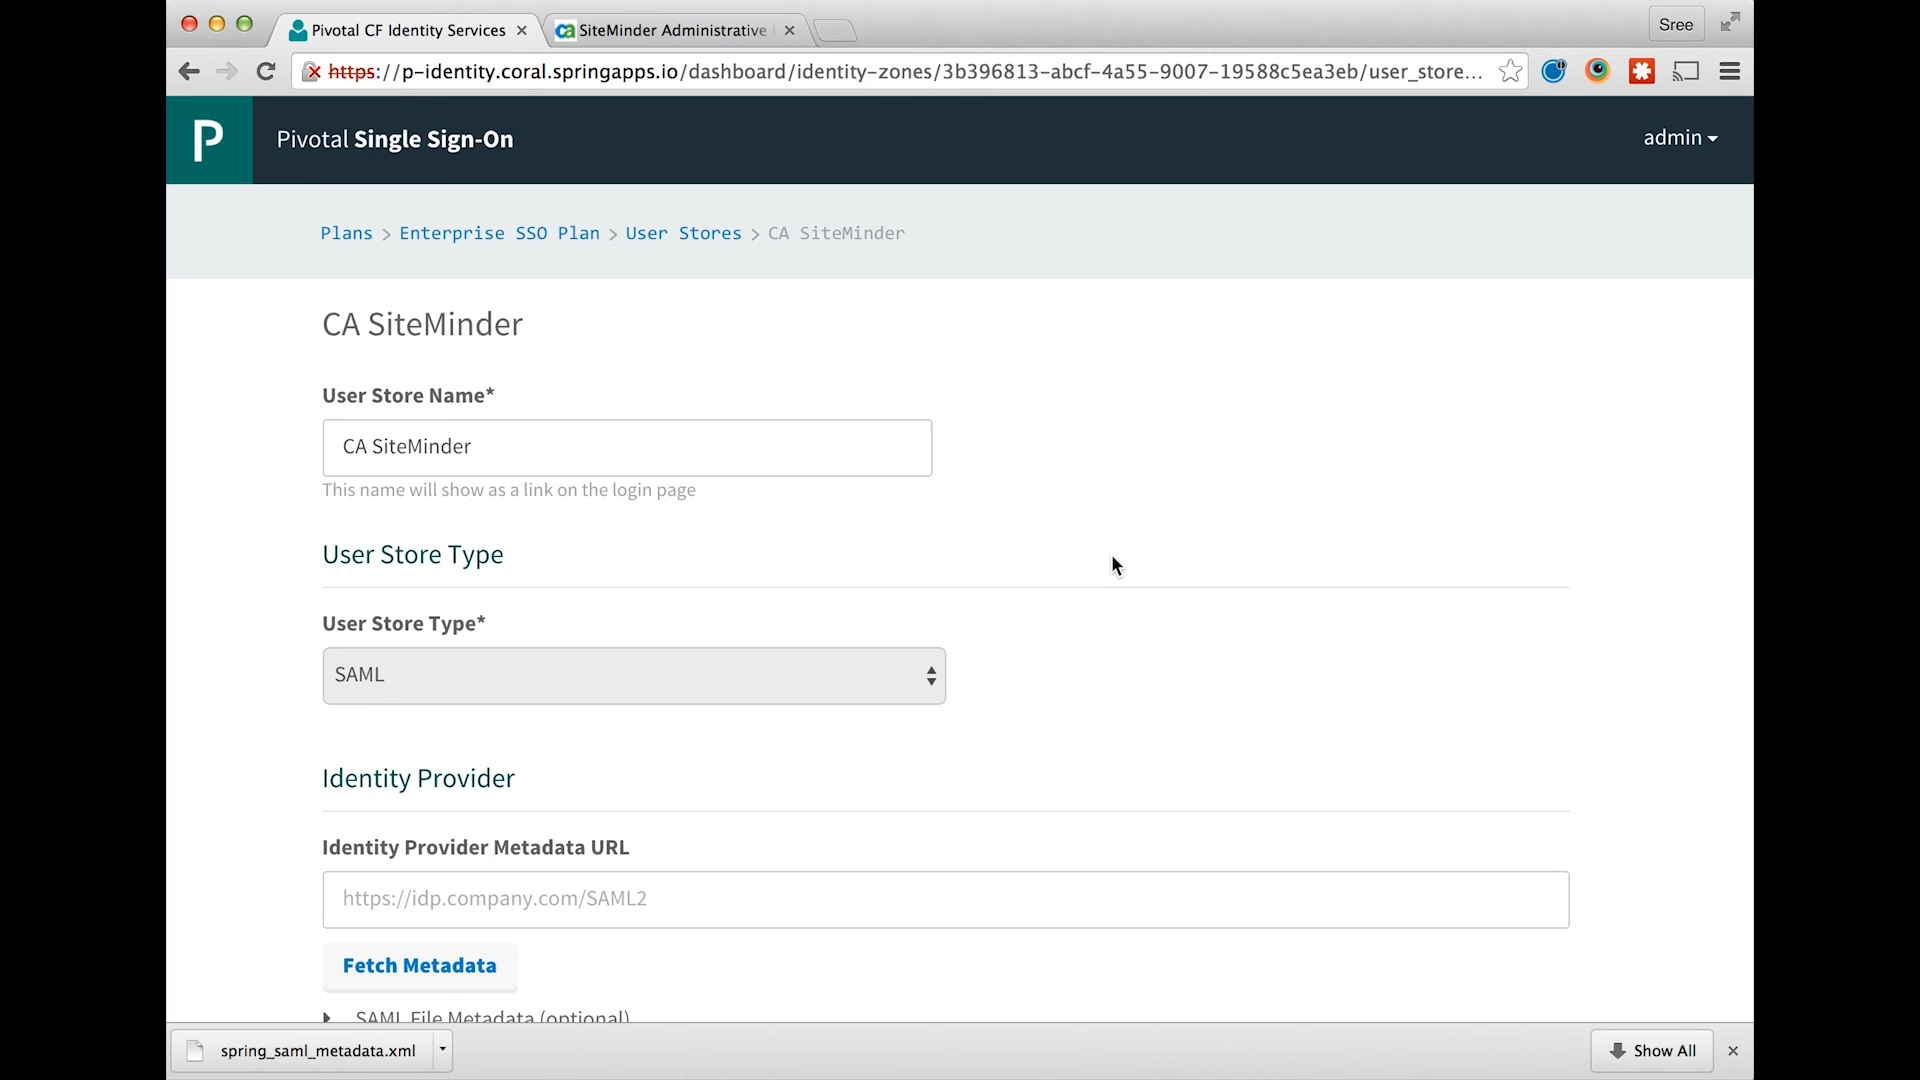 Pivotal CF Identity Services
SiteMinder Administrative
Sree
https://p-identity.coral.springapps.io/dashboard/identity-zones/3b396813-abcf-4a55-9007-19588c5ea3eb/user_store...
P
Pivotal Single Sign-On
admin
Plans > Enterprise SSO Plan > User Stores > CA SiteMinder
CA SiteMinder
User Store Name*
CA SiteMinder
This name will show as a link on the login page
User Store Type
User Store Type*
SAML
Identity Provider
Identity Provider Metadata URL
https://idp.company.com/SAML2
Fetch Metadata
SAML File Metadata (optional)
spring_saml_metadata.xml
Show All